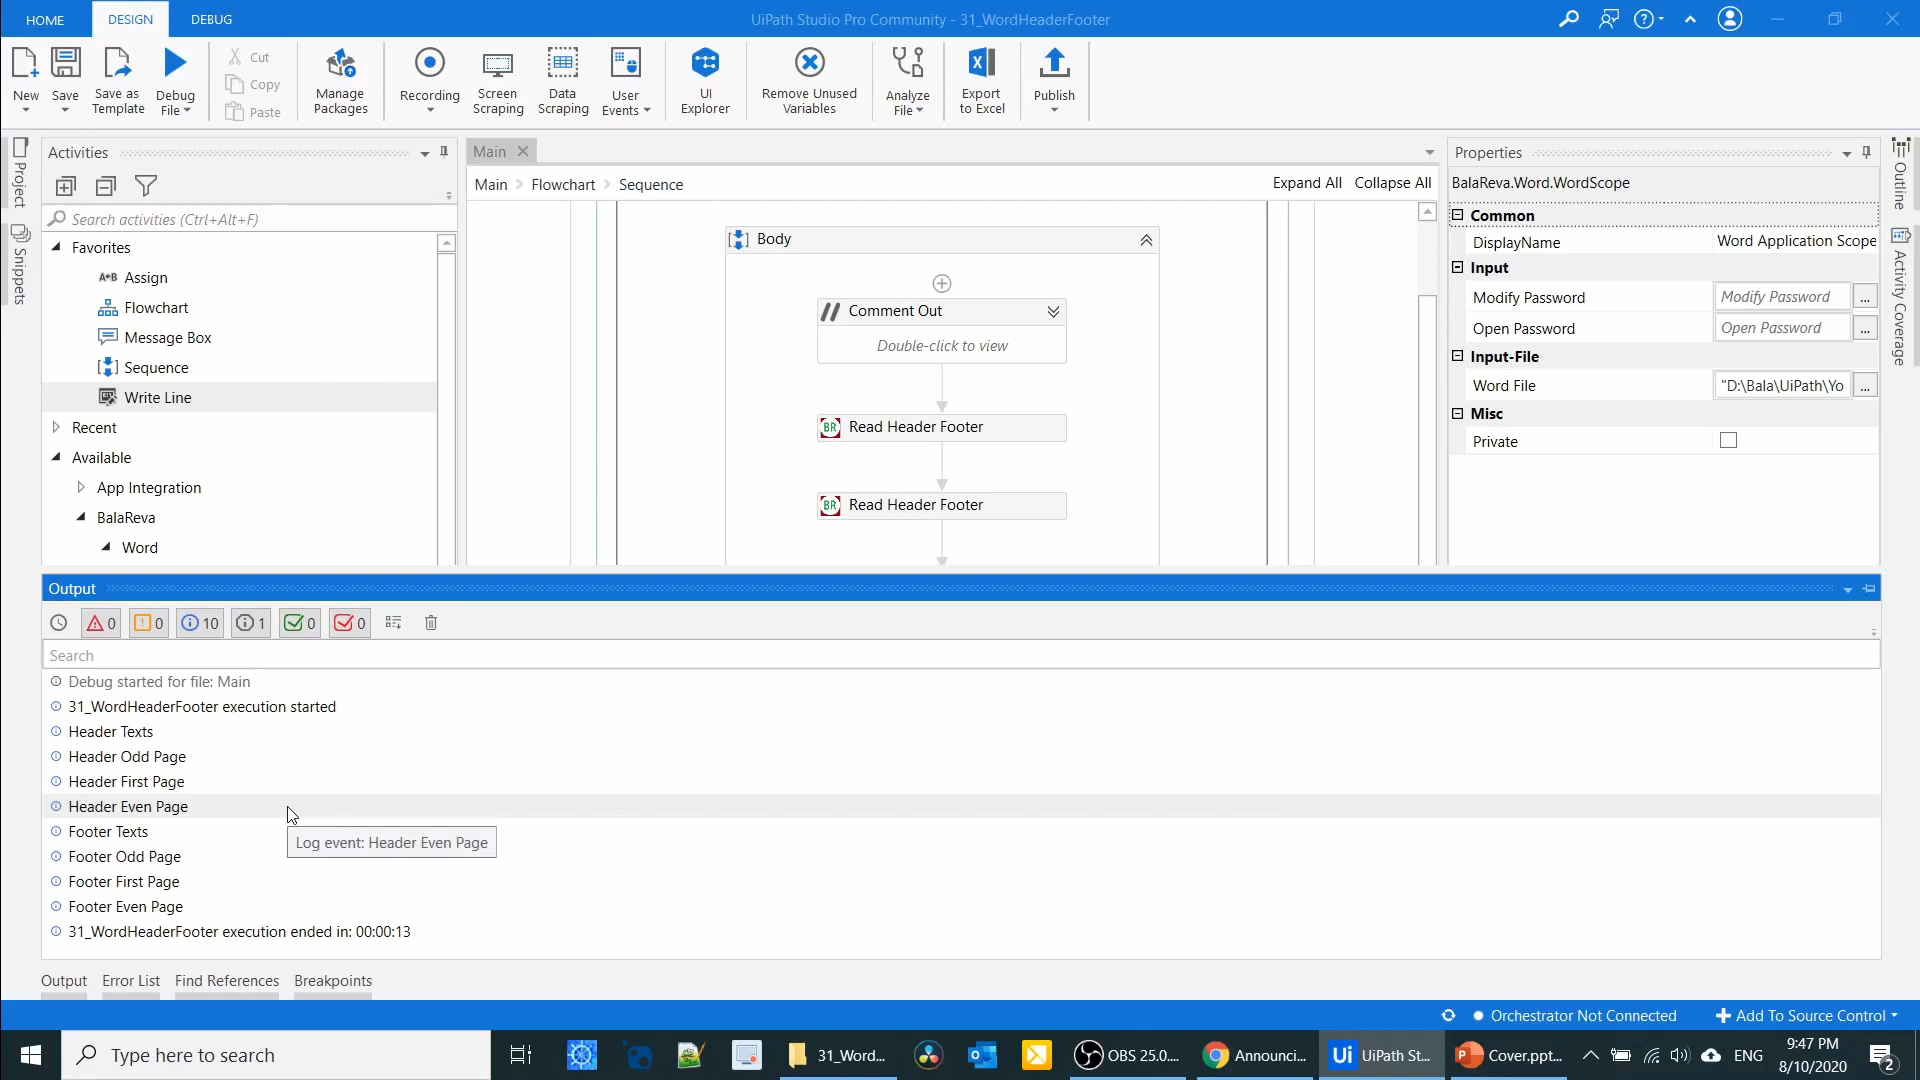 HOME
DESIGN
DEBUG
UiPath Studio Pro Community - 31_WordHeaderFooter
New
Save
Save as Template
Debug File
Cut
Copy
Paste
Manage Packages
Recording
Screen Scraping
Data Scraping
User Events
UI Explorer
Remove Unused Variables
Analyze File
Export to Excel
Publish
Project
Snippets
Activities
Search activities (Ctrl+Alt+F)
Favorites
A+B Assign
Flowchart
Message Box
Sequence
Write Line
Recent
Available
App Integration
BalaReva
Word
Main
Main > Flowchart > Sequence
Expand All Collapse All
Body
Comment Out
Double-click to view
BR Read Header Footer
BR Read Header Footer
Properties
BalaReva.Word.WordScope
Common
DisplayName Word Application Scope
Input
Modify Password Modify Password ...
Open Password Open Password ...
Input-File
Word File "D:\Bala\UiPath\Yo ...
Misc
Private
Outline
Activity Coverage
Output
0 0 10 1 0 0
Search
Debug started for file: Main
31_WordHeaderFooter execution started
Header Texts
Header Odd Page
Header First Page
Header Even Page
Log event: Header Even Page
Footer Texts
Footer Odd Page
Footer First Page
Footer Even Page
31_WordHeaderFooter execution ended in: 00:00:13
Output Error List Find References Breakpoints
Orchestrator Not Connected
Add To Source Control
Type here to search
31_Word...
OBS 25.0....
Announci...
Ui UiPath St...
Cover.ppt...
ENG
9:47 PM
8/10/2020
2